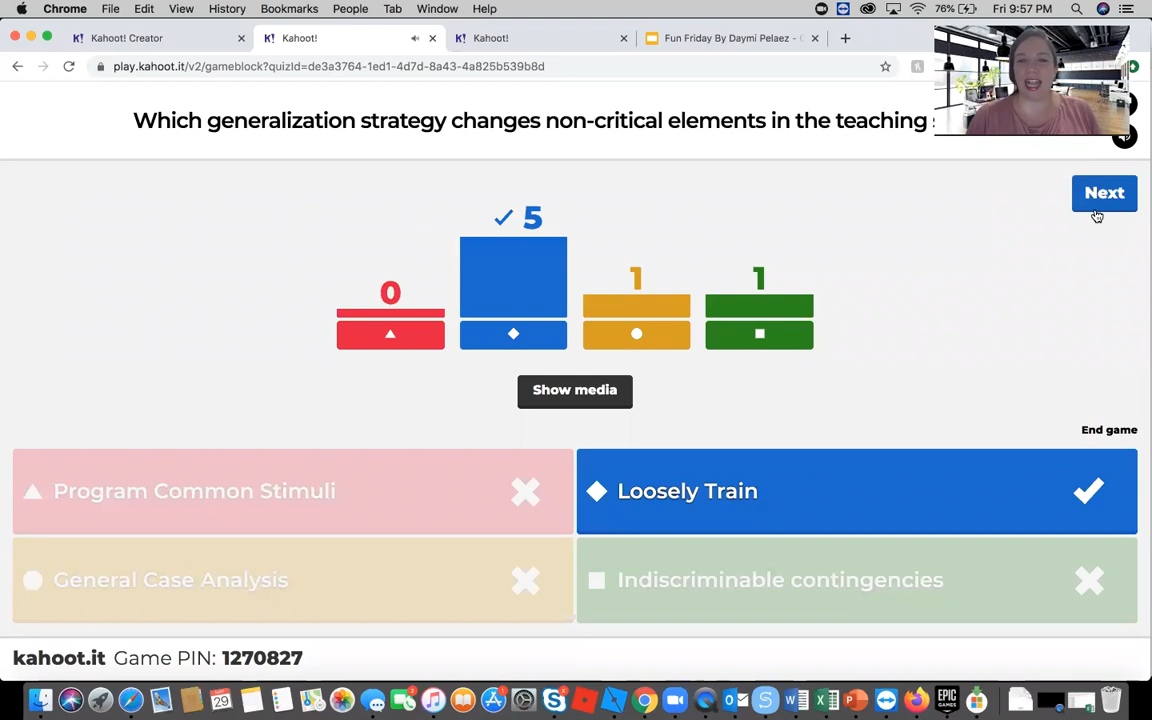 Chrome File Edit View History Bookmarks People Tab Window Help 76% Fri 9:57 PM
Kahoot! Creator Kahoot! Kahoot! Fun Friday By Daymi Pelaez -
play.kahoot.it/v2/gameblock?quizId=de3a3764-1ed1-4d7d-8a43-4a825b539b8d
Which generalization strategy changes non-critical elements in the teaching
Next
5
0
1
1
Show media
End game
Program Common Stimuli
Loosely Train
General Case Analysis
Indiscriminable contingencies
kahoot.it Game PIN: 1270827